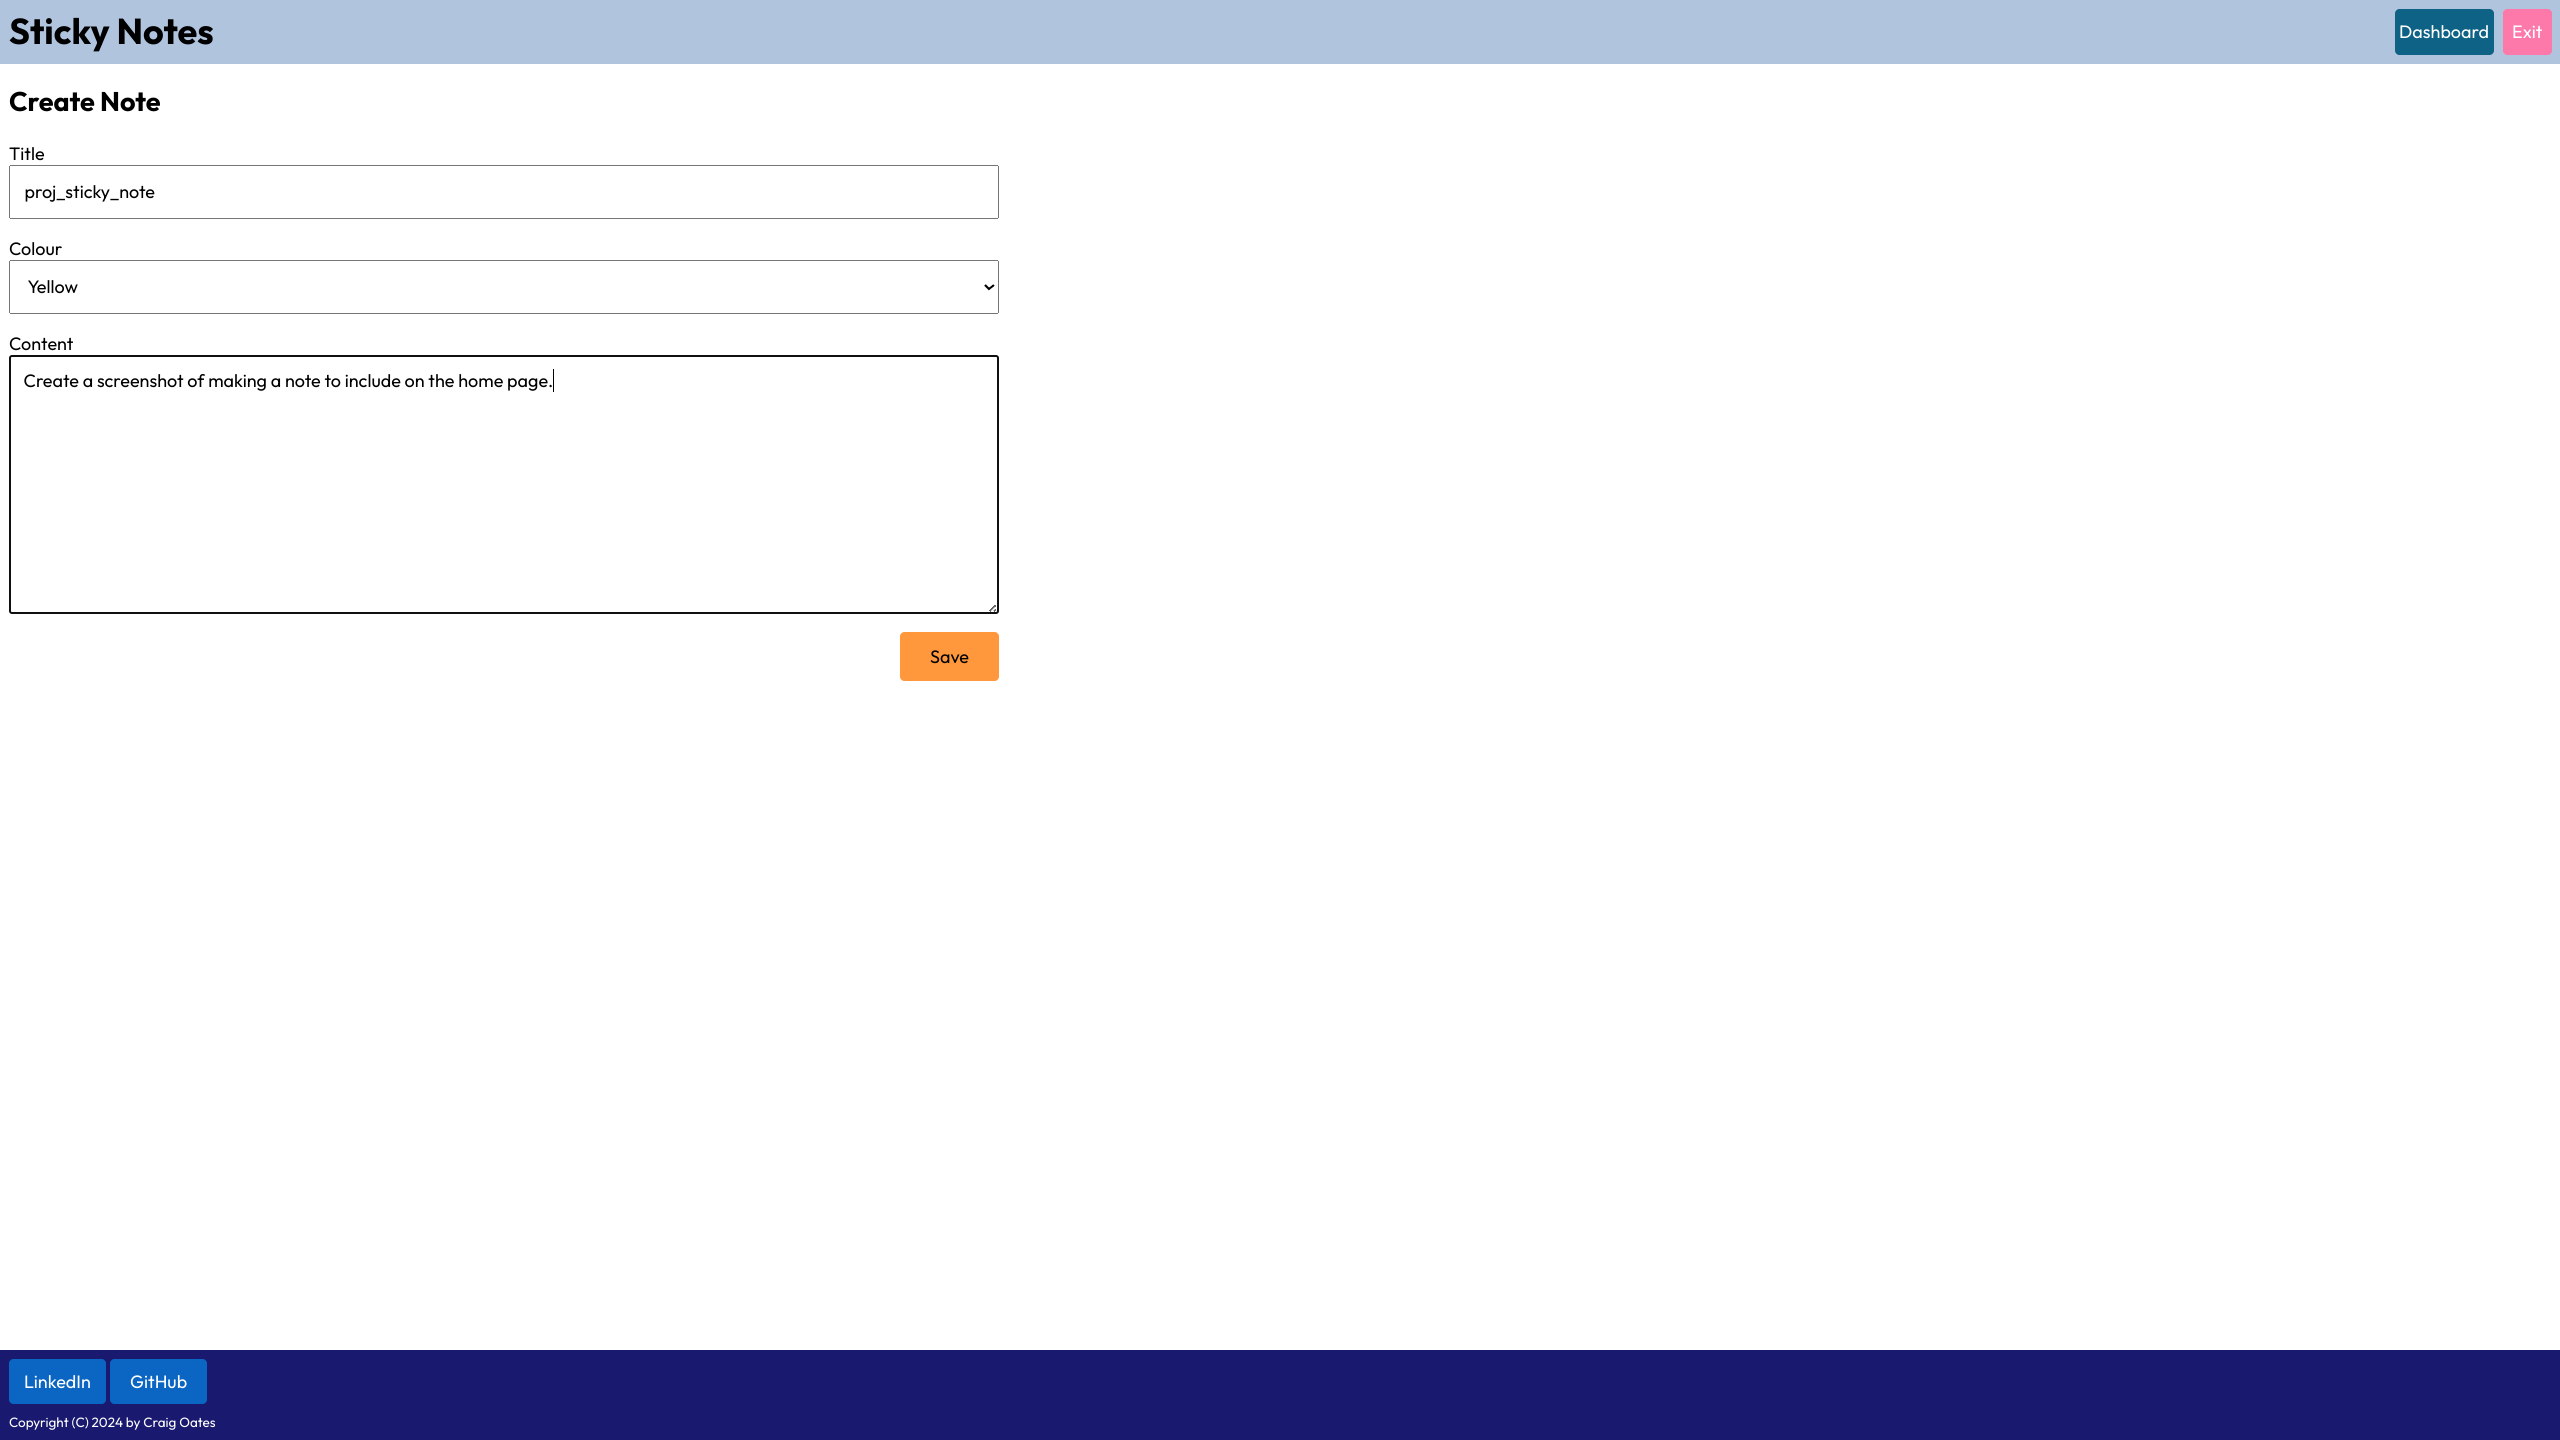 Sticky Notes
Dashboard
Exit
Create Note
Title
proj_sticky_note
Colour
Yellow
Content
Create a screenshot of making a note to include on the home page.
Save
LinkedIn
GitHub
Copyright (C) 2024 by Craig Oates